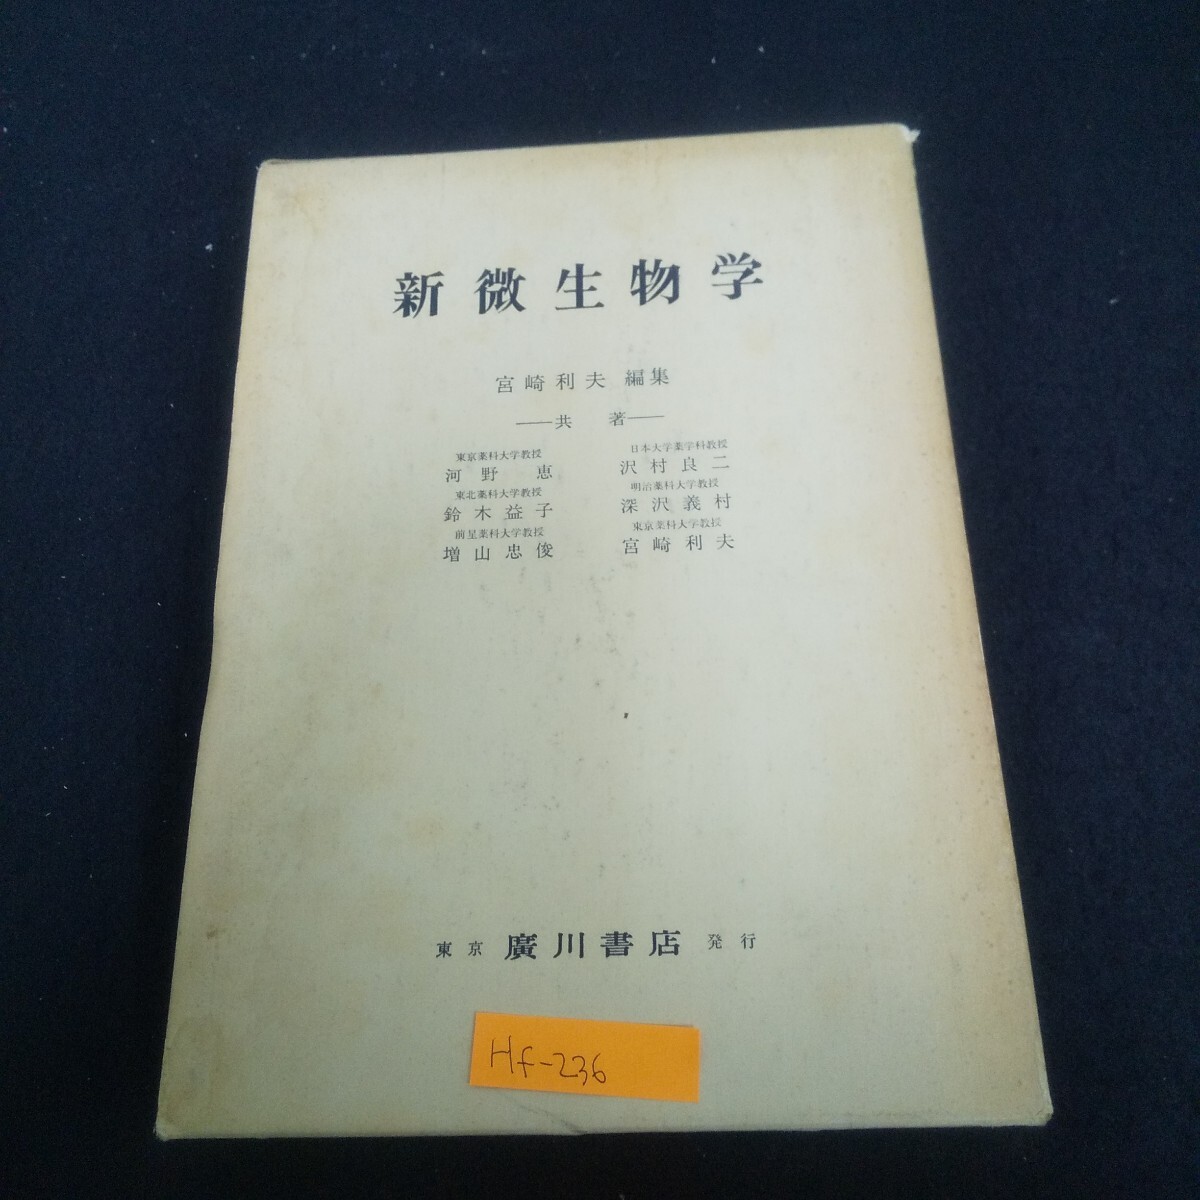 新微生物学
宮崎利夫 編集
――共 著――
東京薬科大学教授
河野 恵
東北薬科大学教授
鈴木益子
前星薬科大学教授
増山忠俊
日本大学薬学科教授
沢村良二
明治薬科大学教授
深沢義村
東京薬科大学教授
宮崎利夫
東京 廣川書店 発行
Hf-236